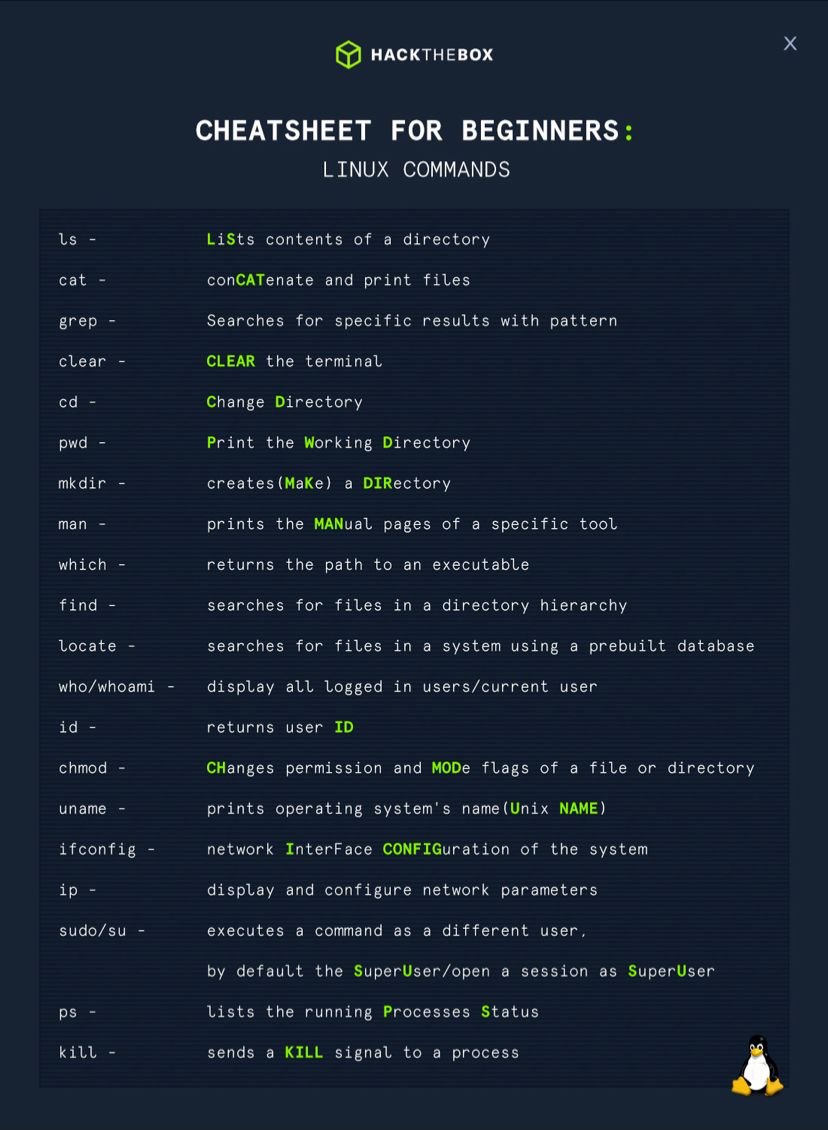 HACKTHEBOX
X
CHEATSHEET FOR BEGINNERS:
LINUX COMMANDS
ls - LiSts contents of a directory
cat - conCATenate and print files
grep - Searches for specific results with pattern
clear - CLEAR the terminal
cd - Change Directory
pwd - Print the Working Directory
mkdir - creates(MaKe) a DIRectory
man - prints the MANual pages of a specific tool
which - returns the path to an executable
find - searches for files in a directory hierarchy
locate - searches for files in a system using a prebuilt database
who/whoami - display all logged in users/current user
id - returns user ID
chmod - CHanges permission and MODe flags of a file or directory
uname - prints operating system's name(Unix NAME)
ifconfig - network InterFace CONFIGuration of the system
ip - display and configure network parameters
sudo/su - executes a command as a different user,
by default the SuperUser/open a session as SuperUser
ps - lists the running Processes Status
kill - sends a KILL signal to a process